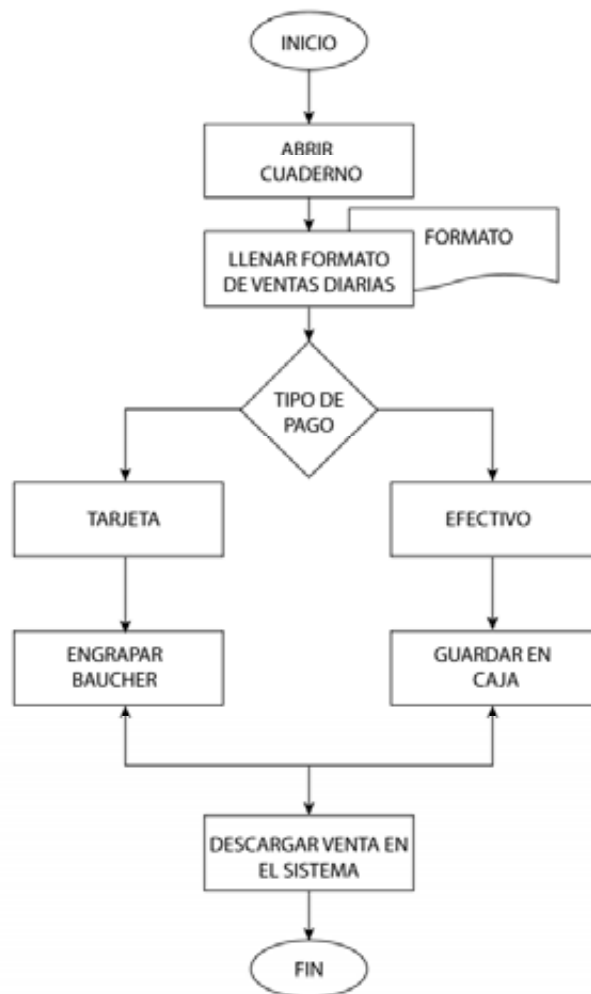 INICIO
ABRIR
CUADERNO
LLENAR FORMATO
DE VENTAS DIARIAS
FORMATO
TIPO DE
PAGO
TARJETA
EFECTIVO
ENGRAPAR
BAUCHER
GUARDAR EN
CAJA
DESCARGAR VENTA EN
EL SISTEMA
FIN